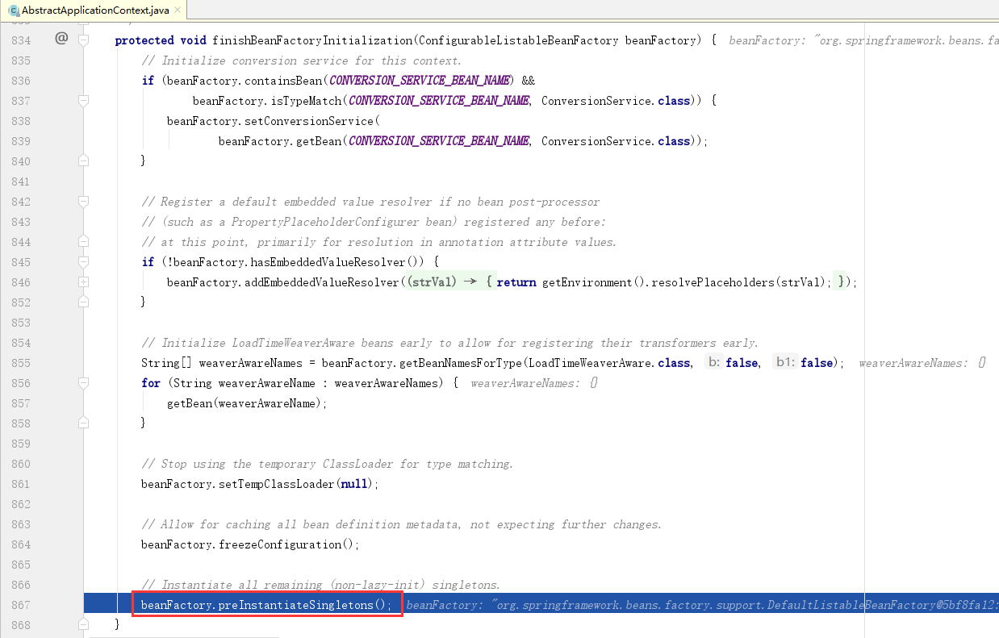 AbstractApplicationContext.java ×
834 @ protected void finishBeanFactoryInitialization(ConfigurableListableBeanFactory beanFactory) { beanFactory: "org.springframework.beans.fa
835 // Initialize conversion service for this context.
836 if (beanFactory.containsBean(CONVERSION_SERVICE_BEAN_NAME) &&
837 beanFactory.isTypeMatch(CONVERSION_SERVICE_BEAN_NAME, ConversionService.class)) {
838 beanFactory.setConversionService(
839 beanFactory.getBean(CONVERSION_SERVICE_BEAN_NAME, ConversionService.class));
840 }
841
842 // Register a default embedded value resolver if no bean post-processor
843 // (such as a PropertyPlaceholderConfigurer bean) registered any before:
844 // at this point, primarily for resolution in annotation attribute values.
845 if (!beanFactory.hasEmbeddedValueResolver()) {
846 beanFactory.addEmbeddedValueResolver((strVal) → { return getEnvironment().resolvePlaceholders(strVal); });
852 }
853
854 // Initialize LoadTimeWeaverAware beans early to allow for registering their transformers early.
855 String[] weaverAwareNames = beanFactory.getBeanNamesForType(LoadTimeWeaverAware.class, b: false, b1: false); weaverAwareNames: {}
856 for (String weaverAwareName : weaverAwareNames) { weaverAwareNames: {}
857 getBean(weaverAwareName);
858 }
859
860 // Stop using the temporary ClassLoader for type matching.
861 beanFactory.setTempClassLoader(null);
862
863 // Allow for caching all bean definition metadata, not expecting further changes.
864 beanFactory.freezeConfiguration();
865
866 // Instantiate all remaining (non-lazy-init) singletons.
867 beanFactory.preInstantiateSingletons(); beanFactory: "org.springframework.beans.factory.support.DefaultListableBeanFactory@5bf8fa12:
868 }